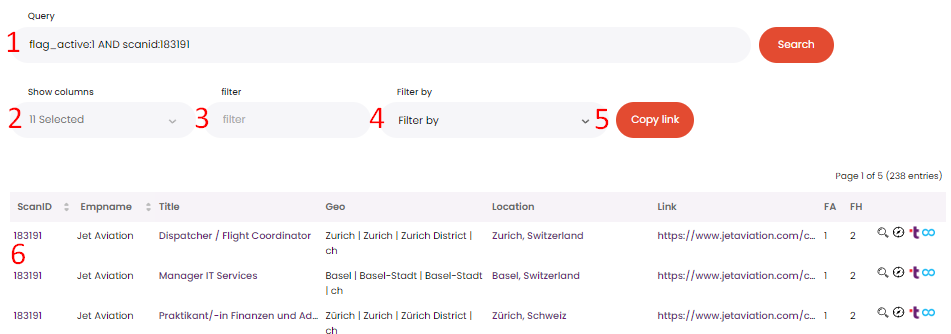 Query
1 flag_active:1 AND scanid:183191 Search
Show columns filter Filter by
2 11 Selected 3 filter 4 Filter by 5 Copy link
Page 1 of 5 (238 entries)
ScanID Empname Title Geo Location Link FA FH
183191 Jet Aviation Dispatcher / Flight Coordinator Zurich | Zurich | Zurich District | Zurich, Switzerland https://www.jetaviation.com/c... 1 2
6 ch
183191 Jet Aviation Manager IT Services Basel | Basel-Stadt | Basel-Stadt Basel, Switzerland https://www.jetaviation.com/c... 1 2
| ch
183191 Jet Aviation Praktikant/-in Finanzen und Ad... Zürich | Zurich | Zurich District | Zürich, Schweiz https://www.jetaviation.com/c... 1 2
ch